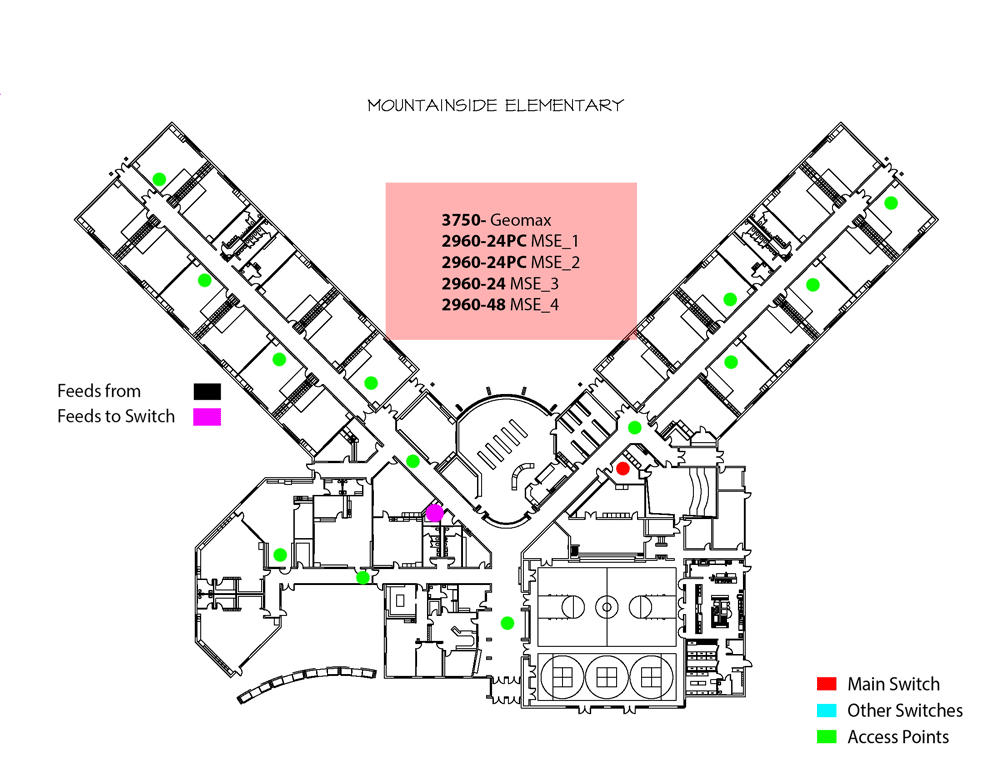 MOUNTAINSIDE ELEMENTARY
3750- Geomax
2960-24PC MSE_1
2960-24PC MSE_2
2960-24 MSE_3
2960-48 MSE_4
Feeds from
Feeds to Switch
Main Switch
Other Switches
Access Points